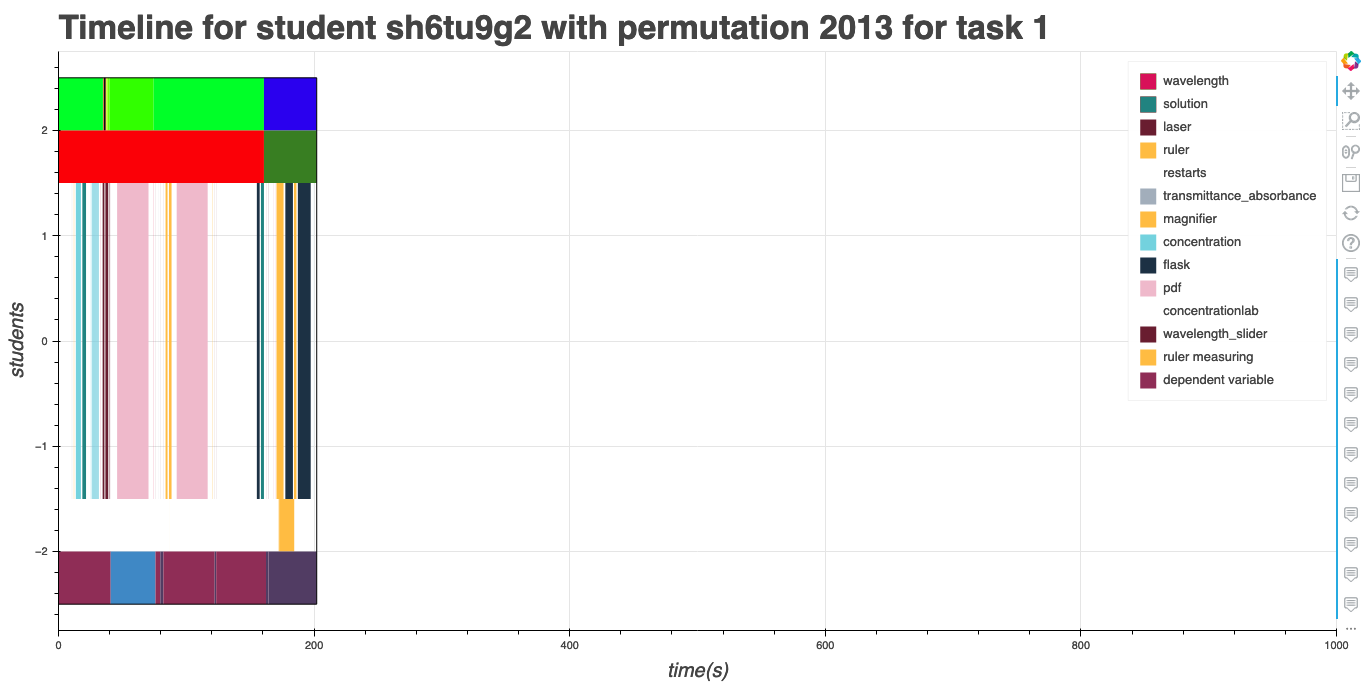 Timeline for student sh6tu9g2 with permutation 2013 for task 1
wavelength
solution
laser
ruler
restarts
transmittance_absorbance
magnifier
concentration
flask
pdf
concentrationlab
wavelength_slider
ruler measuring
dependent variable
students
2
1
0
−1
−2
0 200 400 600 800 1000
time(s)